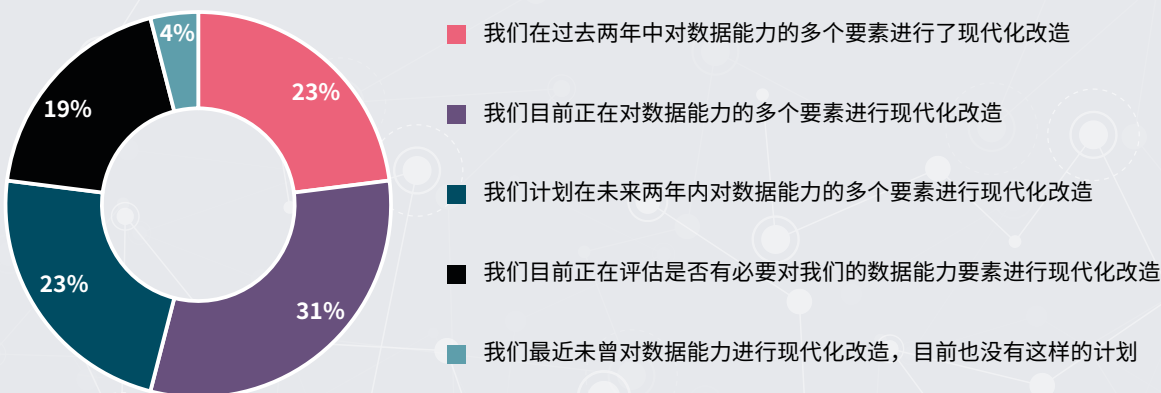 4%
23%
19%
23%
31%
我们在过去两年中对数据能力的多个要素进行了现代化改造
我们目前正在对数据能力的多个要素进行现代化改造
我们计划在未来两年内对数据能力的多个要素进行现代化改造
我们目前正在评估是否有必要对我们的数据能力要素进行现代化改造
我们最近未曾对数据能力进行现代化改造，目前也没有这样的计划